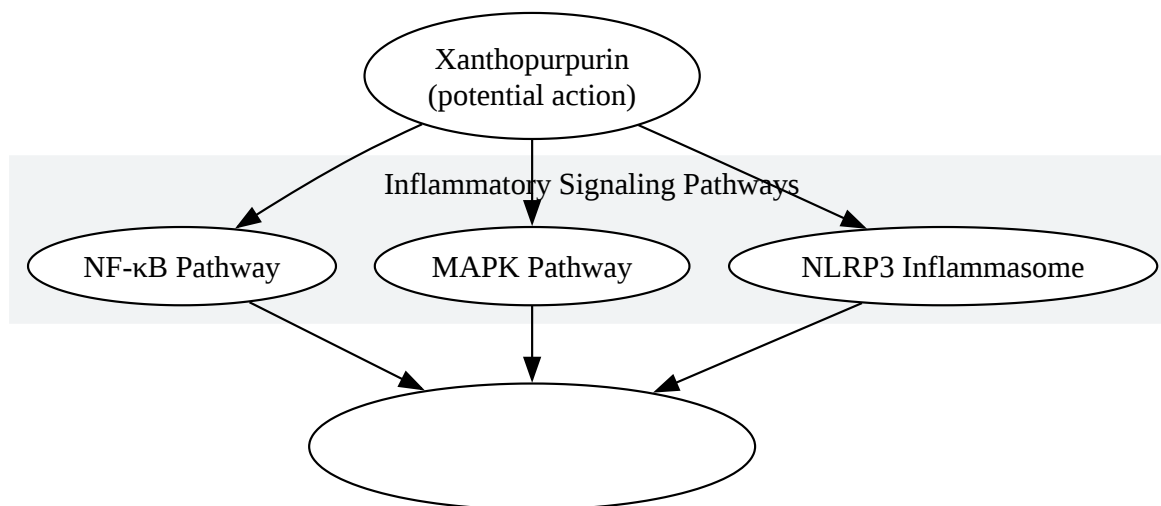 Xanthopurpurin
(potential action)
Inflammatory Signaling Pathways
NF-κB Pathway
MAPK Pathway
NLRP3 Inflammasome